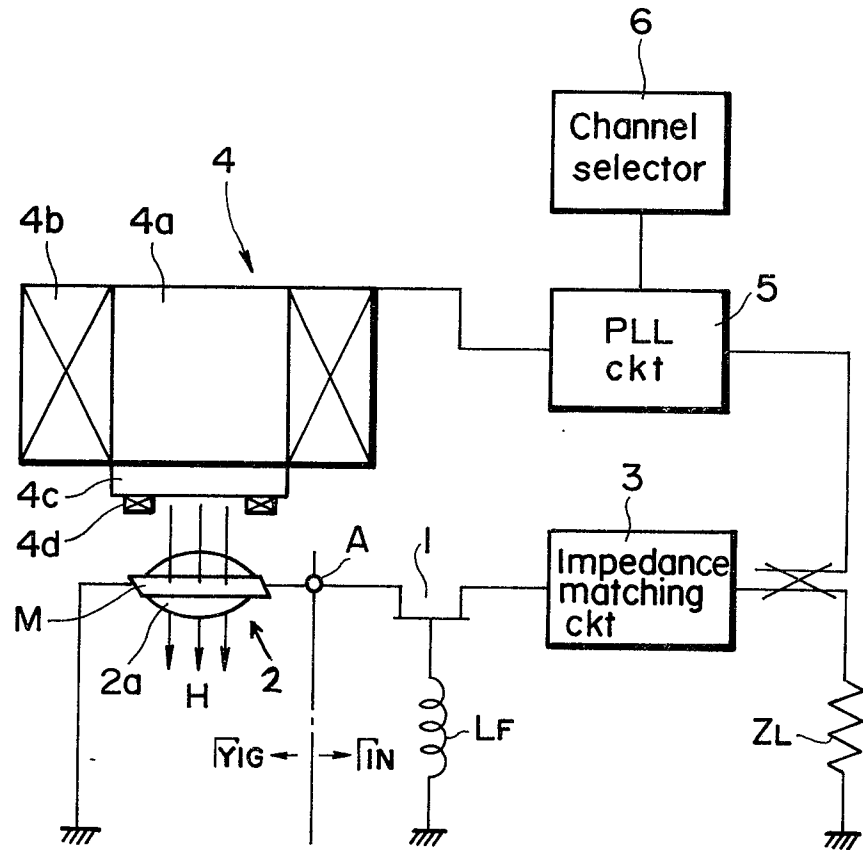 6
Channel
selector
4
4b
4a
5
PLL
ckt
4c
4d
3
A
1
Impedance
matching
ckt
M
2a
H
2
ΓYIG
ΓIN
LF
ZL